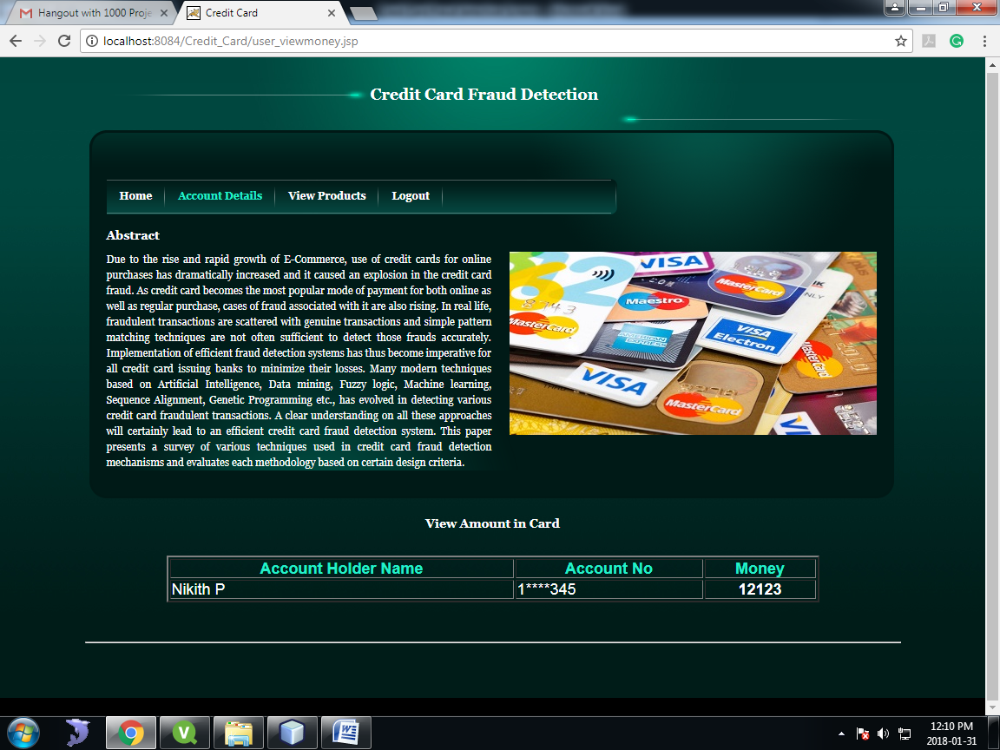 Hangout with 1000 Proje
Credit Card
localhost:8084/Credit_Card/user_viewmoney.jsp
Credit Card Fraud Detection
Home Account Details View Products Logout
Abstract
Due to the rise and rapid growth of E-Commerce, use of credit cards for online
purchases has dramatically increased and it caused an explosion in the credit card
fraud. As credit card becomes the most popular mode of payment for both online as
well as regular purchase, cases of fraud associated with it are also rising. In real life,
fraudulent transactions are scattered with genuine transactions and simple pattern
matching techniques are not often sufficient to detect those frauds accurately.
Implementation of efficient fraud detection systems has thus become imperative for
all credit card issuing banks to minimize their losses. Many modern techniques
based on Artificial Intelligence, Data mining, Fuzzy logic, Machine learning,
Sequence Alignment, Genetic Programming etc., has evolved in detecting various
credit card fraudulent transactions. A clear understanding on all these approaches
will certainly lead to an efficient credit card fraud detection system. This paper
presents a survey of various techniques used in credit card fraud detection
mechanisms and evaluates each methodology based on certain design criteria.
VISA
MasterCard
Maestro
MasterCard
AMERICAN
EXPRESS
VISA
Electron
MasterCard
VISA
MasterCard
View Amount in Card
Account Holder Name Account No Money
Nikith P 1****345 12123
12:10 PM
2018-01-31